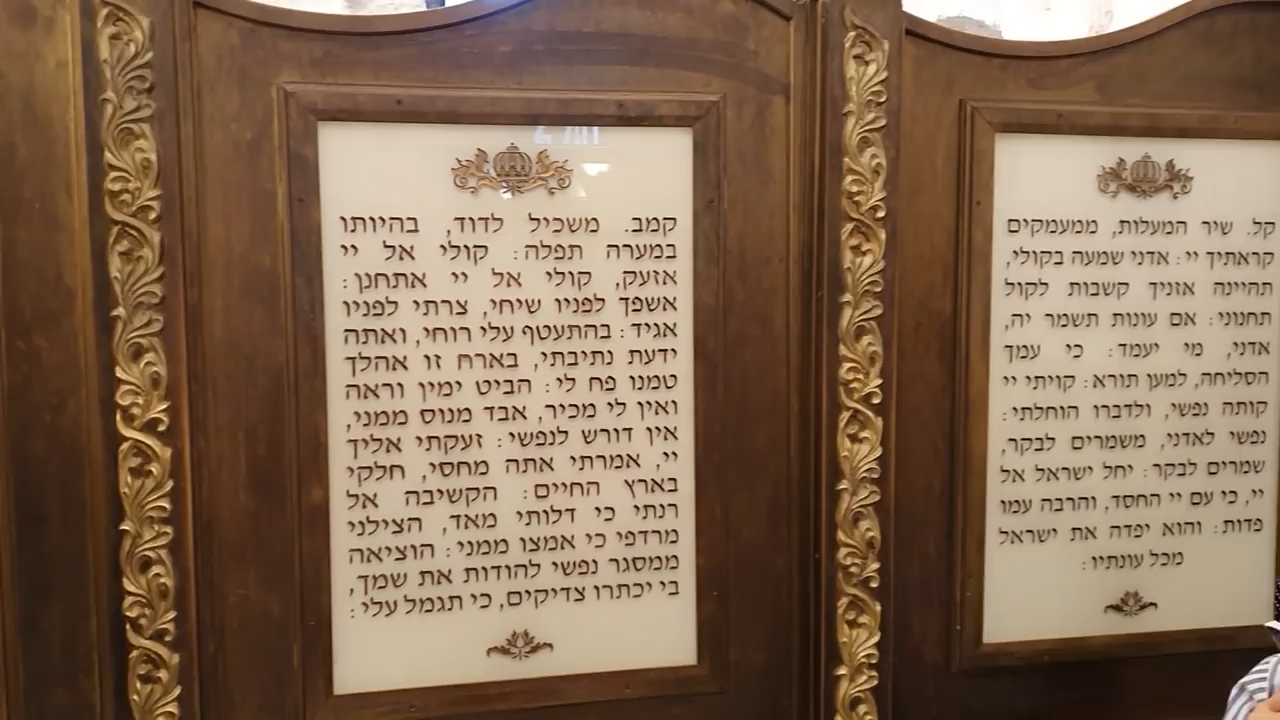 קמב. משכיל לדוד, בהיותו
במערה תפלה: קולי אל יי
אזעק, קולי אל יי אתחנן:
אשפך לפניו שיחי, צרתי לפניו
אגיד: בהתעטף עלי רוחי, ואתה
ידעת נתיבתי, בארח זו אהלך
טמנו פח לי: הביט ימין וראה
ואין לי מכיר, אבד מנוס ממני,
אין דורש לנפשי: זעקתי אליך
יי, אמרתי אתה מחסי, חלקי
בארץ החיים: הקשיבה אל
רנתי כי דלותי מאד, הצילני
מרדפי כי אמצו ממני: הוציאה
ממסגר נפשי להודות את שמך,
בי יכתרו צדיקים, כי תגמל עלי:
קל. שיר המעלות, ממעמקים
קראתיך יי: אדני שמעה בקולי,
תהיינה אזניך קשבות לקול
תחנוני: אם עונות תשמר יה,
אדני, מי יעמד: כי עמך
הסליחה, למען תורא: קויתי יי
קותה נפשי, ולדברו הוחלתי:
נפשי לאדני, משמרים לבקר,
שמרים לבקר: יחל ישראל אל
יי, כי עם יי החסד, והרבה עמו
פדות: והוא יפדה את ישראל
מכל עונתיו: